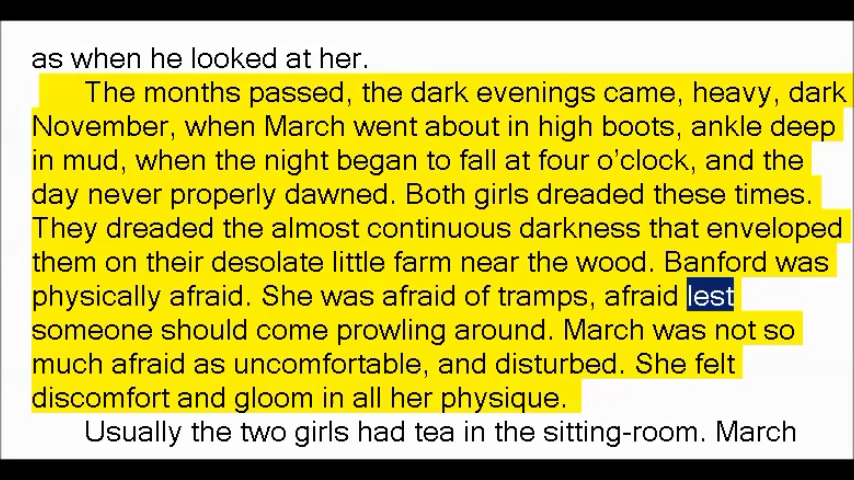 as when he looked at her.
The months passed, the dark evenings came, heavy, dark
November, when March went about in high boots, ankle deep
in mud, when the night began to fall at four o’clock, and the
day never properly dawned. Both girls dreaded these times.
They dreaded the almost continuous darkness that enveloped
them on their desolate little farm near the wood. Banford was
physically afraid. She was afraid of tramps, afraid lest
someone should come prowling around. March was not so
much afraid as uncomfortable, and disturbed. She felt
discomfort and gloom in all her physique.
Usually the two girls had tea in the sitting-room. March